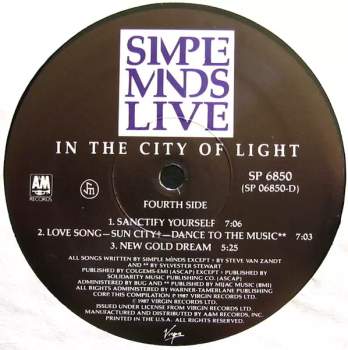 SIMPLE
MINDS
LIVE
IN THE CITY OF LIGHT
A&M
RECORDS
SP 6850
(SP 06850-D)
FOURTH SIDE
1. SANCTIFY YOURSELF 7:06
2. LOVE SONG—SUN CITY+—DANCE TO THE MUSIC** 7:03
3. NEW GOLD DREAM 5:25
ALL SONGS WRITTEN BY SIMPLE MINDS EXCEPT + BY STEVE VAN ZANDT
AND ** BY SYLVESTER STEWART
PUBLISHED BY COLGEMS-EMI (ASCAP) EXCEPT + PUBLISHED BY
SOLIDARITY MUSIC PUBLISHING CO. (ASCAP)
ADMINISTERED BY BUG AND ** PUBLISHED BY MIJAC MUSIC (BMI)
ALL RIGHTS ADMINISTERED BY WARNER-TAMERLANE PUBLISHING
CORP. THIS COMPILATION ℗ 1987 VIRGIN RECORDS LTD.
© 1987 VIRGIN RECORDS LTD.
ISSUED UNDER LICENSE FROM VIRGIN RECORDS LTD.
MANUFACTURED AND DISTRIBUTED BY A&M RECORDS, INC.
P.O. BOX 118, HOLLYWOOD, CA 90028
ALL RIGHTS RESERVED. PRINTED IN U.S.A.
Virgin